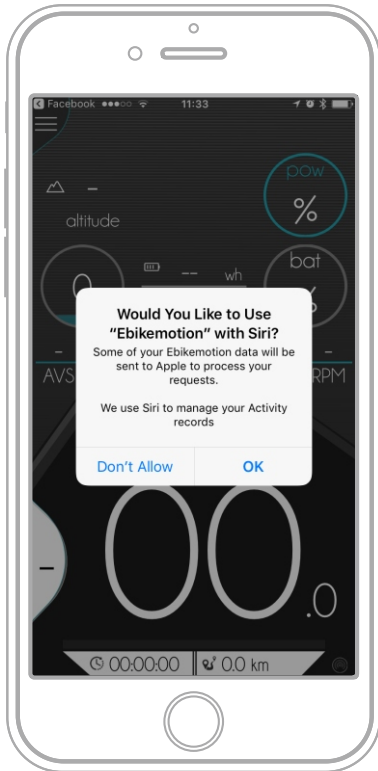 Facebook 11:33
pow
%
–
altitude
bat
-- wh
Would You Like to Use
“Ebikemotion” with Siri?
Some of your Ebikemotion data will be
sent to Apple to process your
requests.
We use Siri to manage your Activity
records
AVS RPM
Don't Allow OK
00.0
00:00:00 0.0 km